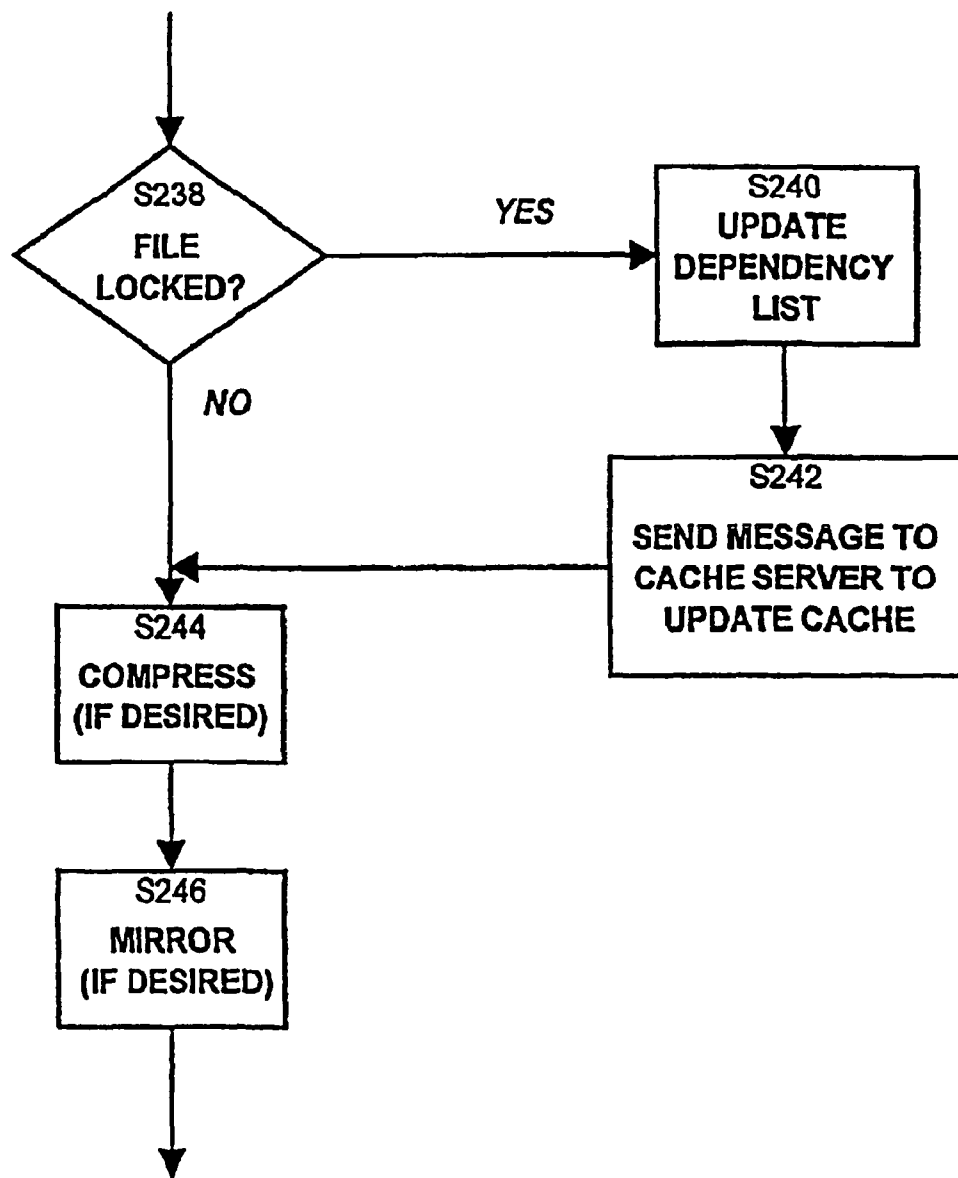 S238
FILE
LOCKED?
YES
NO
S240
UPDATE
DEPENDENCY
LIST
S242
SEND MESSAGE TO
CACHE SERVER TO
UPDATE CACHE
S244
COMPRESS
(IF DESIRED)
S246
MIRROR
(IF DESIRED)